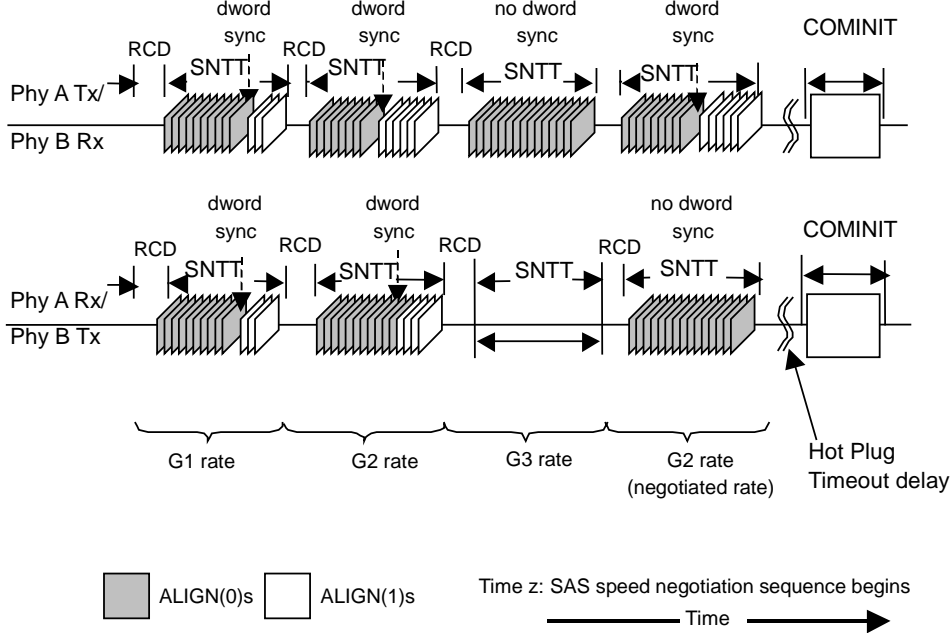 dword
sync
dword
sync
no dword
sync
dword
sync
COMINIT
RCD
SNTT
RCD
SNTT
RCD
SNTT
RCD
SNTT
Phy A Tx/
Phy B Rx
dword
sync
dword
sync
no dword
sync
COMINIT
RCD
SNTT
RCD
SNTT
RCD
SNTT
RCD
SNTT
Phy A Rx/
Phy B Tx
G1 rate
G2 rate
G3 rate
G2 rate
(negotiated rate)
Hot Plug
Timeout delay
ALIGN(0)s
ALIGN(1)s
Time z: SAS speed negotiation sequence begins
Time